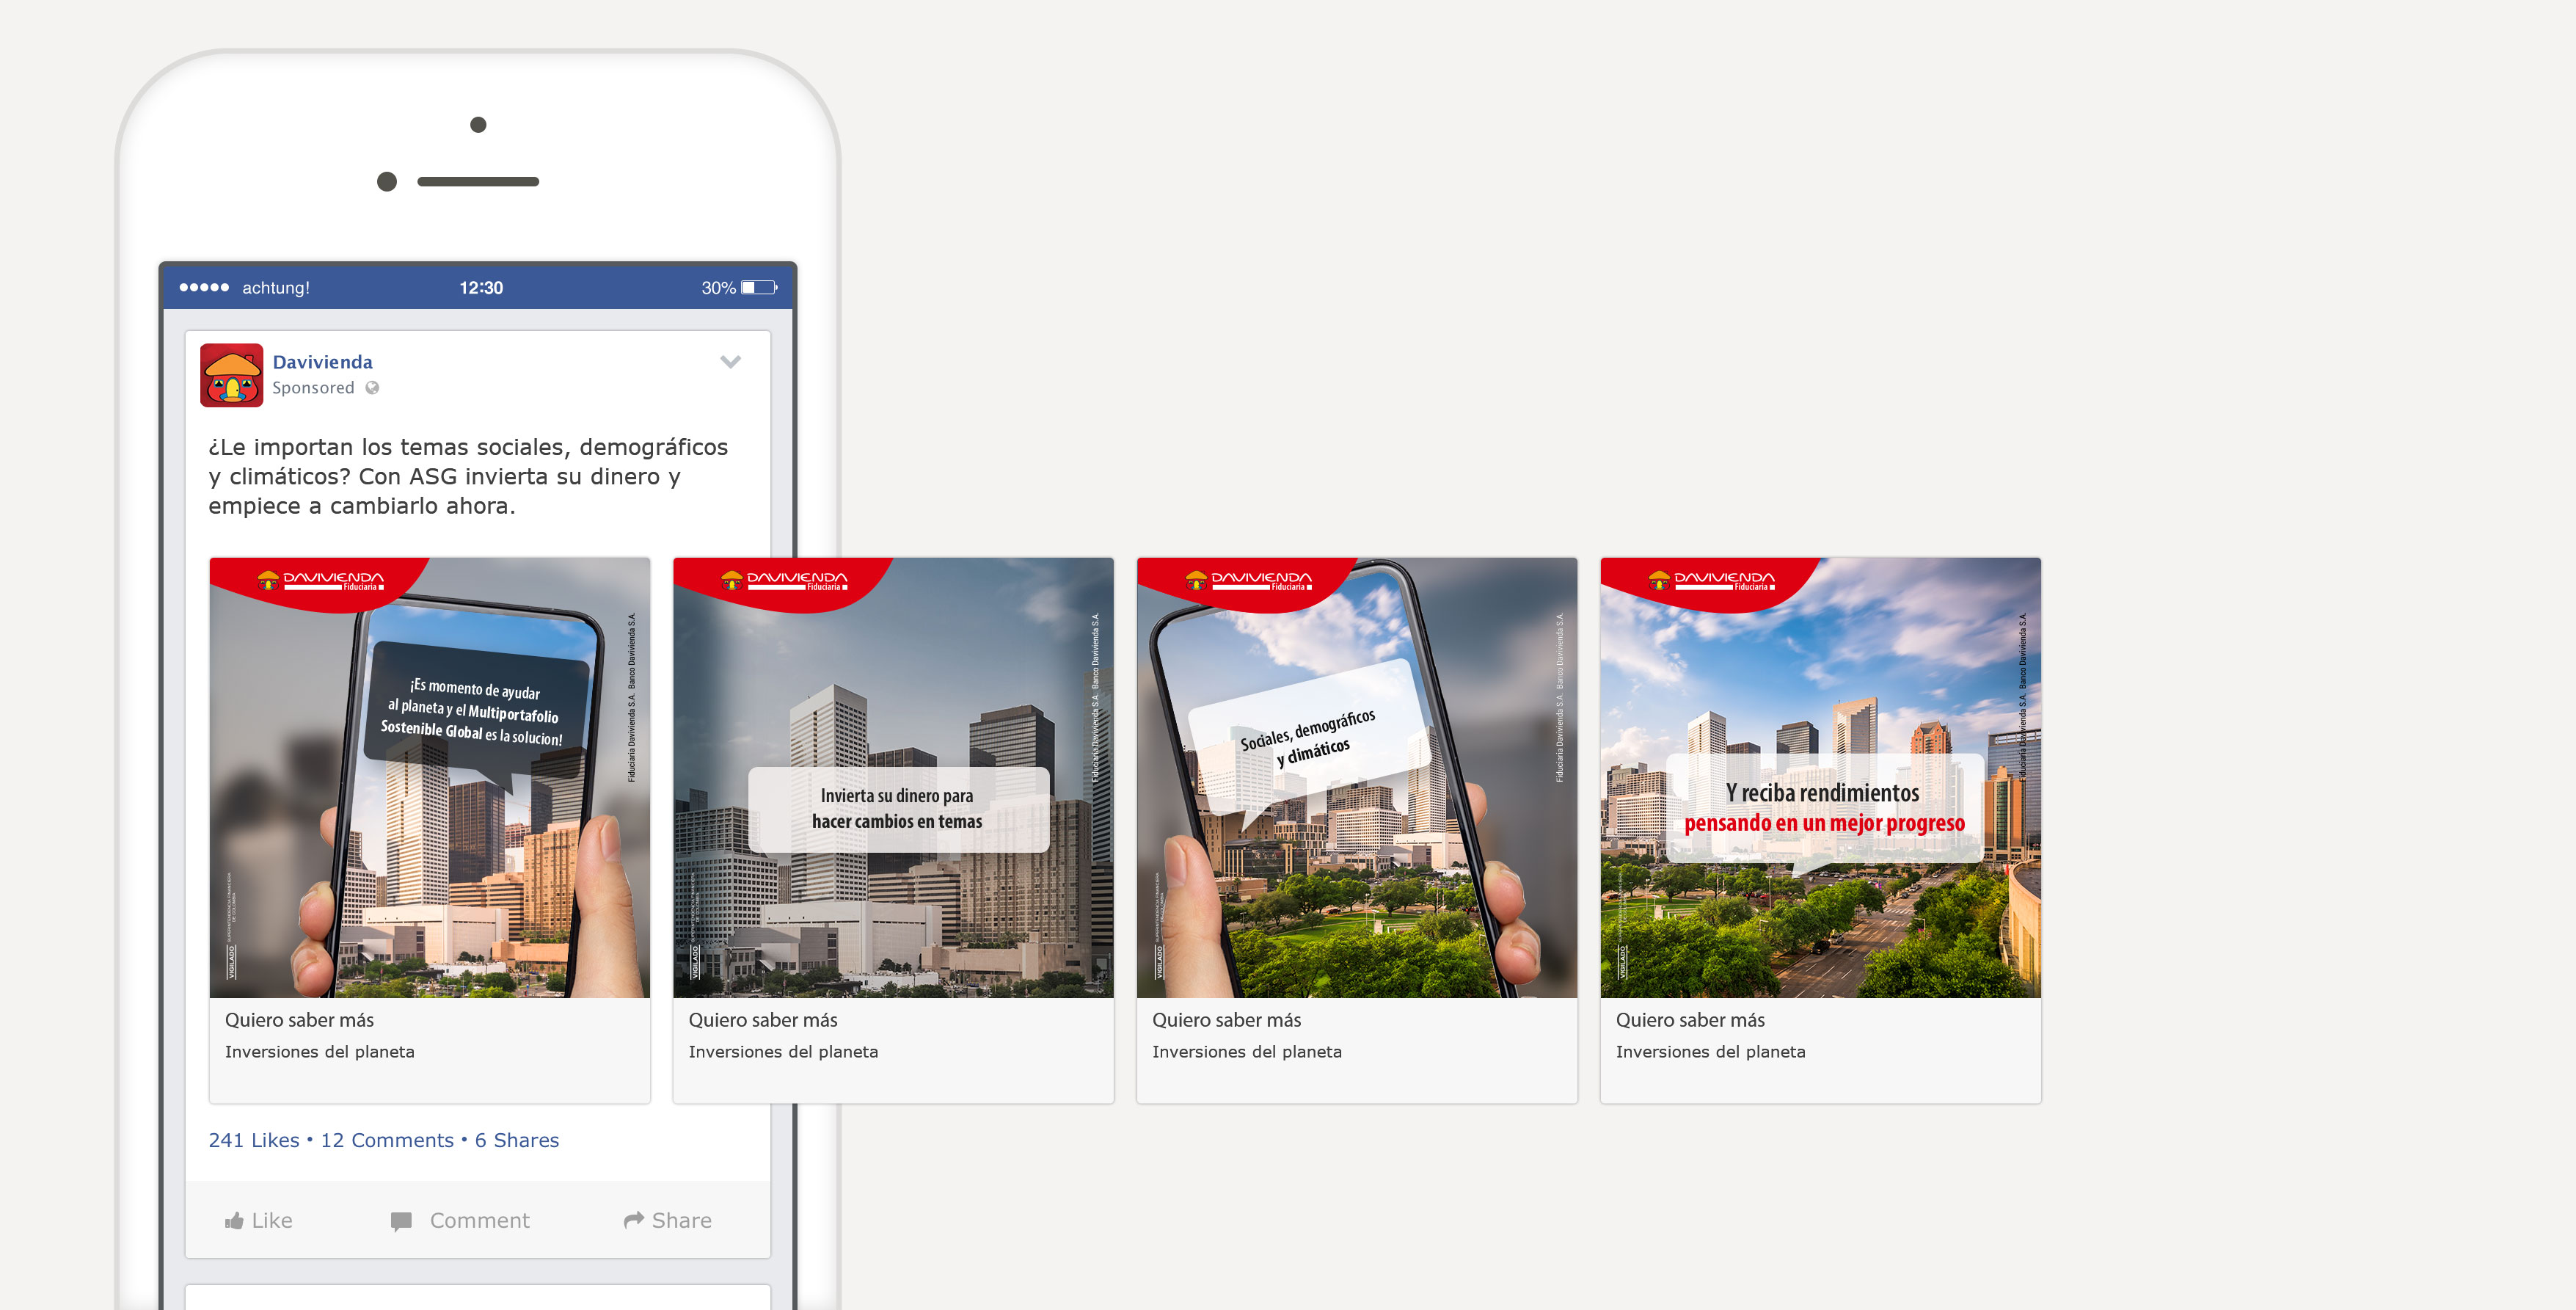 achtung!
12:30
30%
Davivienda
Sponsored
¿Le importan los temas sociales, demográficos
y climáticos? Con ASG invierta su dinero y
empiece a cambiarlo ahora.
DAVIVIENDA
Fiduciaria
¡Es momento de ayudar
al planeta y el Multiportafolio
Sostenible Global es la solucion!
Fiduciaria Davivienda S.A. Banco Davivienda S.A.
VIGILADO
SUPERINTENDENCIA FINANCIERA
DE COLOMBIA
Quiero saber más
Inversiones del planeta
DAVIVIENDA
Fiduciaria
Invierta su dinero para
hacer cambios en temas
Fiduciaria Davivienda S.A. Banco Davivienda S.A.
VIGILADO
Quiero saber más
Inversiones del planeta
DAVIVIENDA
Fiduciaria
Sociales, demográficos
y climáticos
Fiduciaria Davivienda S.A. Banco Davivienda S.A.
VIGILADO
Quiero saber más
Inversiones del planeta
DAVIVIENDA
Fiduciaria
Y reciba rendimientos
pensando en un mejor progreso
Fiduciaria Davivienda S.A. Banco Davivienda S.A.
VIGILADO
Quiero saber más
Inversiones del planeta
241 Likes • 12 Comments • 6 Shares
Like
Comment
Share